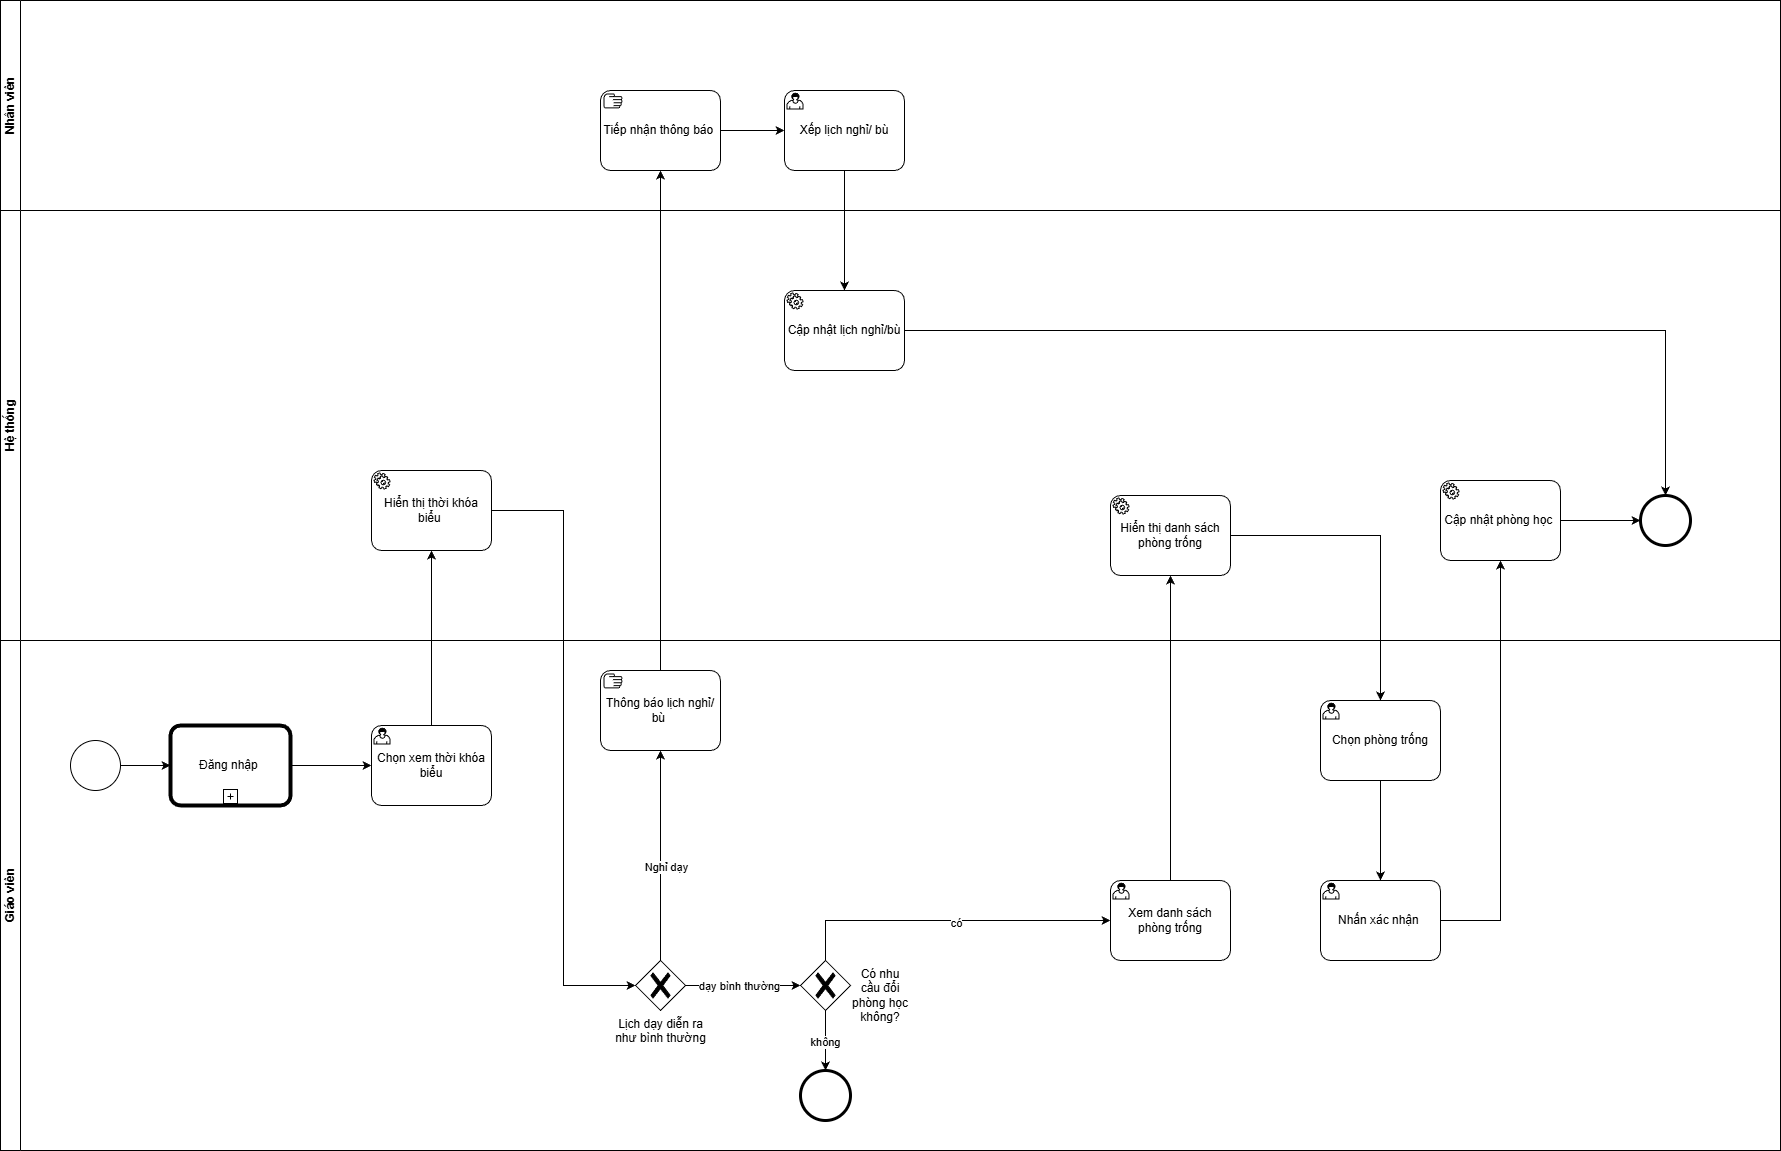 Nhân viên
Tiếp nhận thông báo
Xếp lịch nghỉ/ bù
Hệ thống
Cập nhật lịch nghỉ/bù
Hiển thị thời khóa
biểu
Hiển thị danh sách
phòng trống
Cập nhật phòng học
Giáo viên
Đăng nhập
Chọn xem thời khóa
biểu
Thông báo lịch nghỉ/
bù
Chọn phòng trống
Nghỉ dạy
Xem danh sách
phòng trống
Nhấn xác nhận
có
dạy bình thường
Có nhu
cầu đổi
phòng học
không?
Lịch dạy diễn ra
như bình thường
không